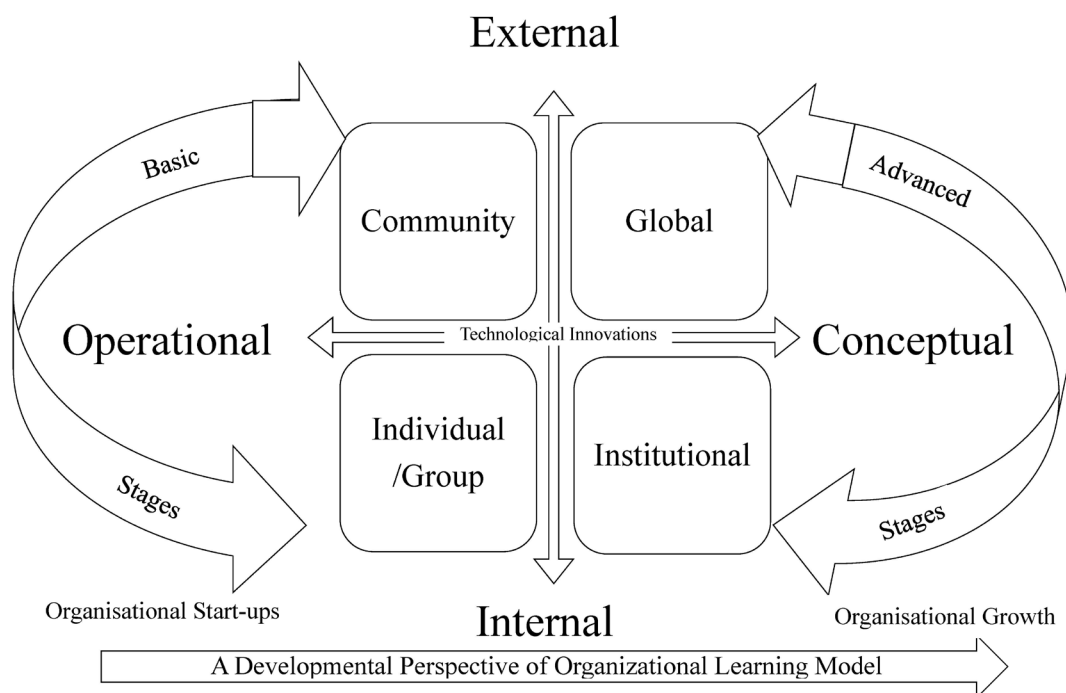 External
Basic
Advanced
Community
Global
Operational
Technological Innovations
Conceptual
Individual
/Group
Institutional
Stages
Stages
Organisational Start-ups
Internal
Organisational Growth
A Developmental Perspective of Organizational Learning Model